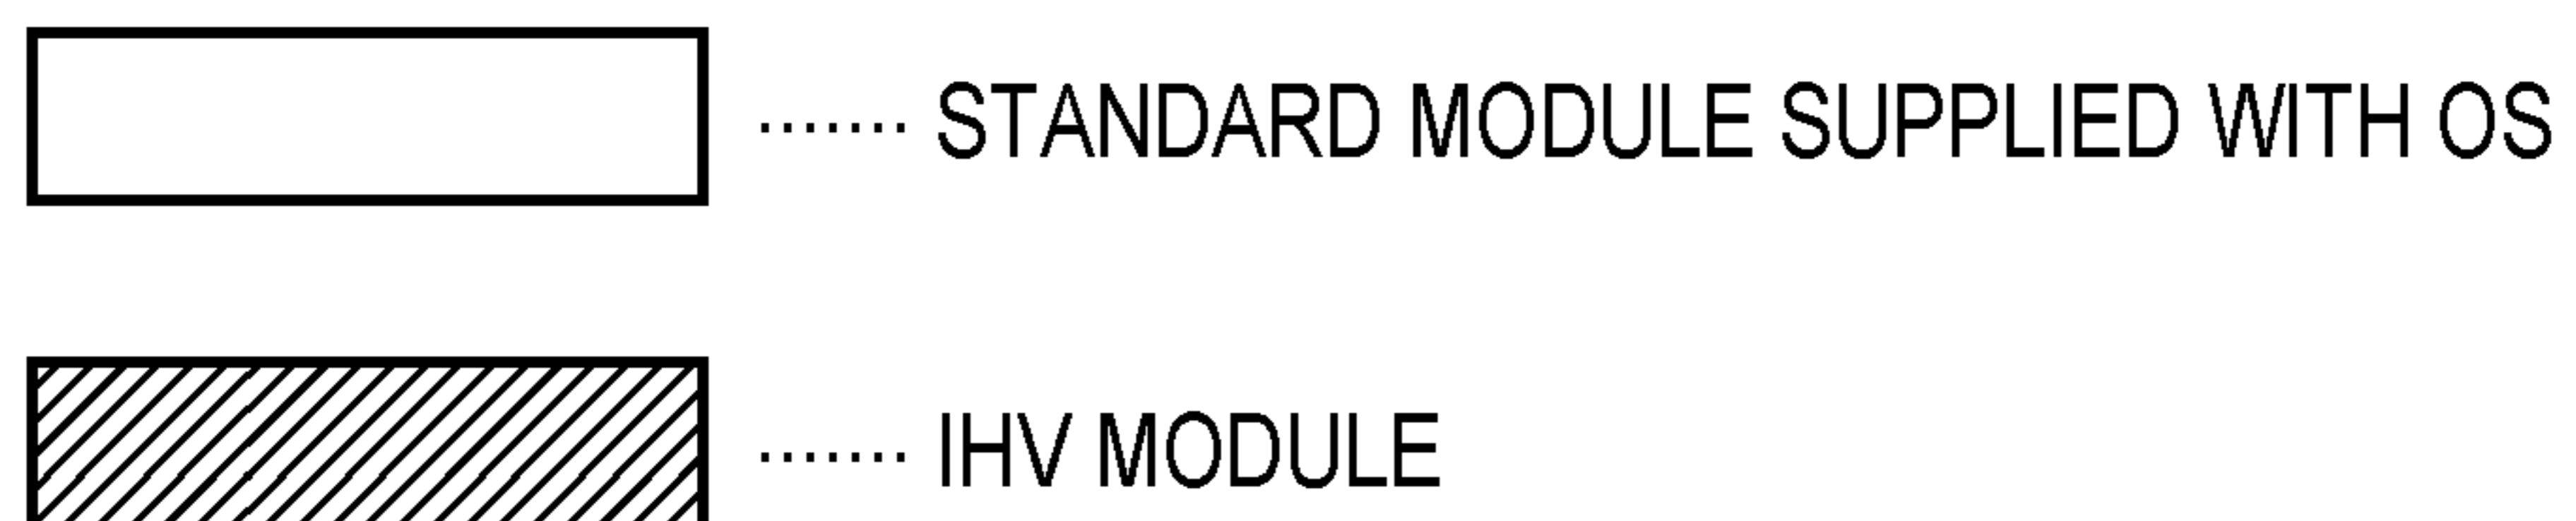 ······· STANDARD MODULE SUPPLIED WITH OS
······· IHV MODULE